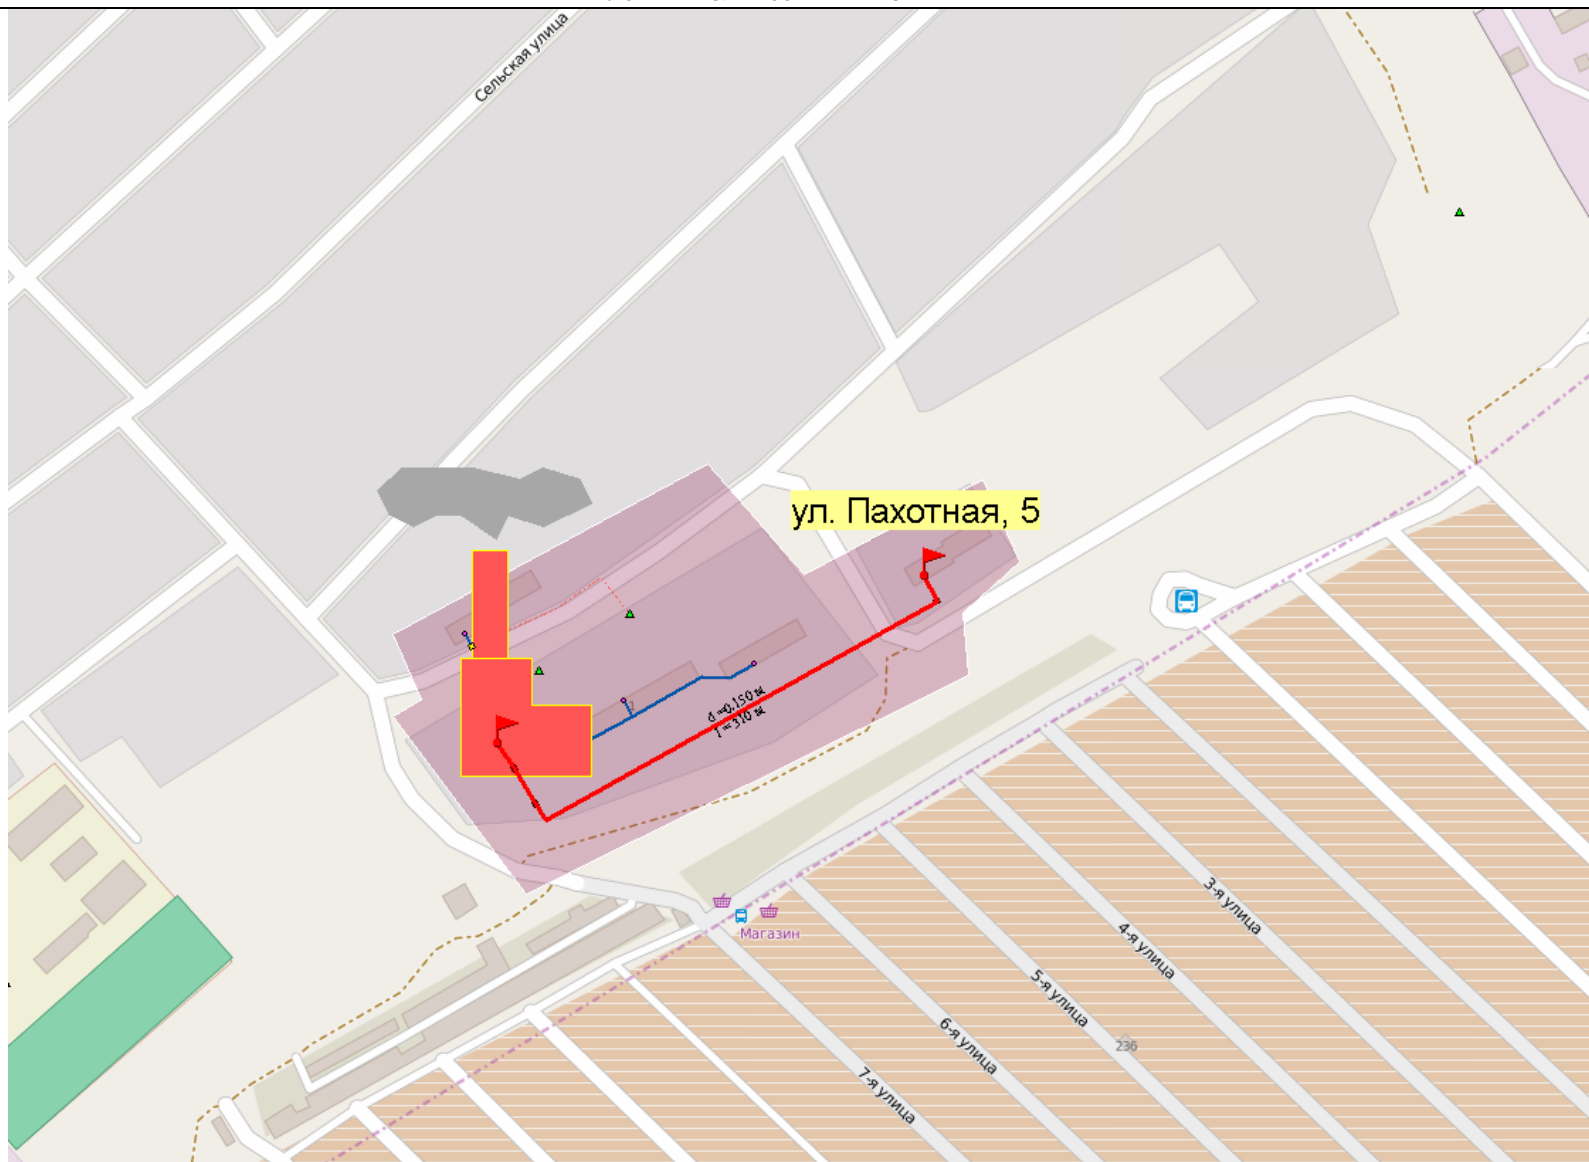 Сельская улица
ул. Пахотная, 5
d =0.150 м
l =310 м
Магазин
3-я улица
4-я улица
5-я улица
6-я улица
7-я улица
236